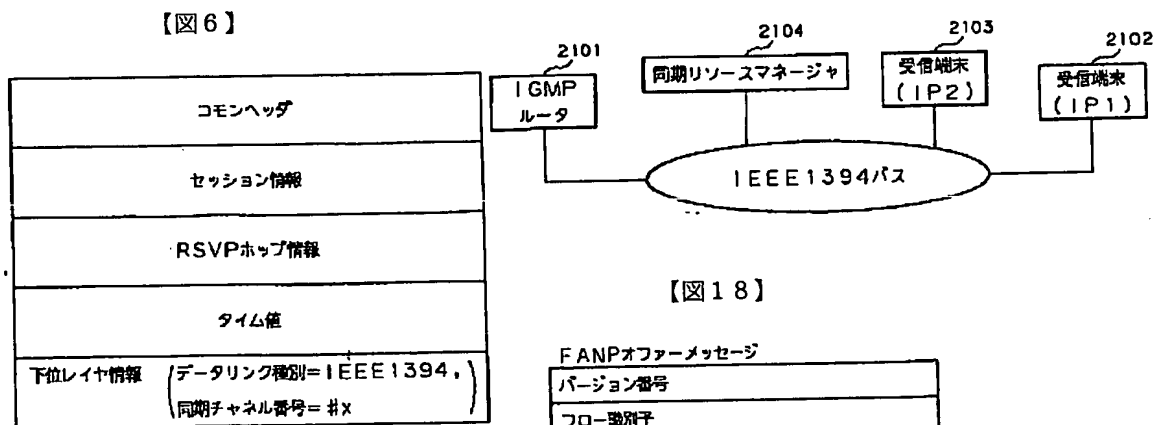 【図6】
コモンヘッダ
セッション情報
RSVPホップ情報
タイム値
下位レイヤ情報
(データリンク種別=IEEE1394,
同期チャネル番号=#x)
2101
IGMP
ルータ
2104
同期リソースマネージャ
2103
受信端末
(IP2)
2102
受信端末
(IP1)
IEEE1394バス
【図18】
FANPオファーメッセージ
バージョン番号
フロー識別子